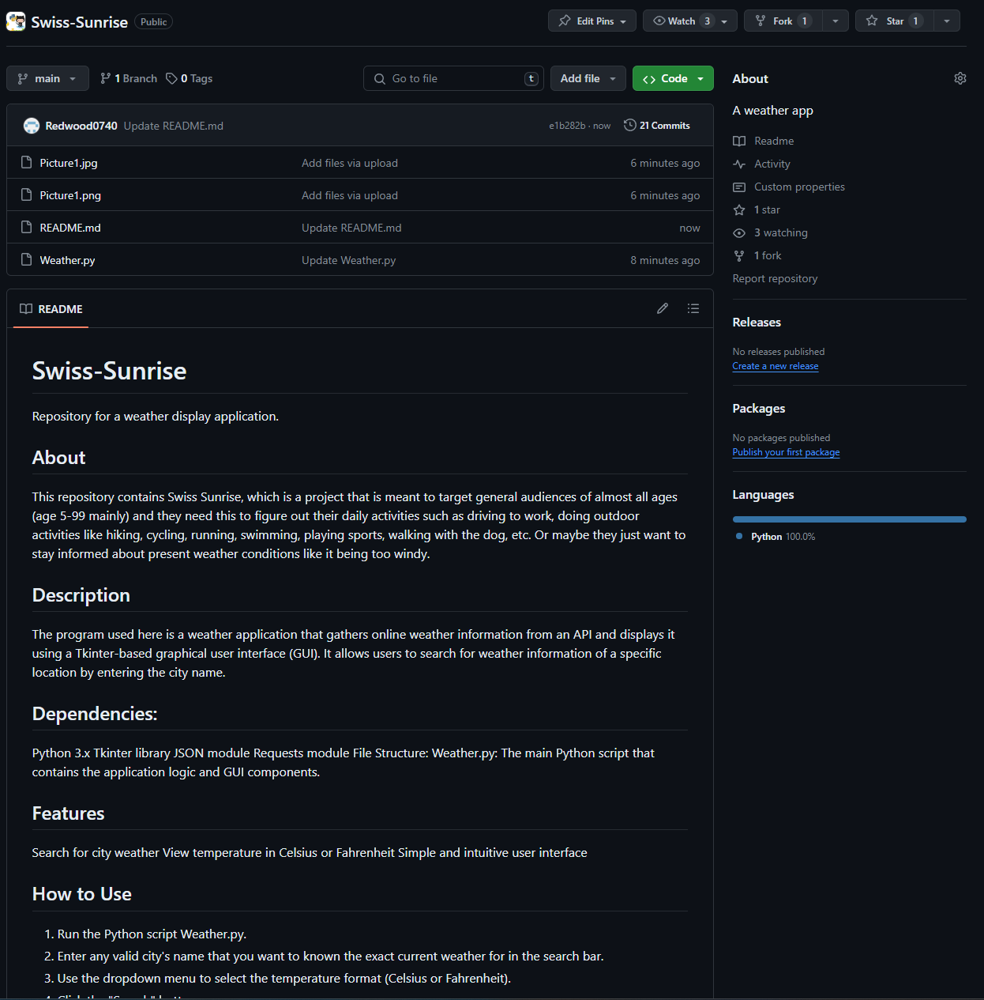 Swiss-Sunrise Public Edit Pins Watch 3 Fork 1 Star 1
main 1 Branch 0 Tags Go to file t Add file Code
Redwood0740 Update README.md e1b282b · now 21 Commits
Picture1.jpg Add files via upload 6 minutes ago
Picture1.png Add files via upload 6 minutes ago
README.md Update README.md now
Weather.py Update Weather.py 8 minutes ago
README
Swiss-Sunrise
Repository for a weather display application.
About
This repository contains Swiss Sunrise, which is a project that is meant to target general audiences of almost all ages
(age 5-99 mainly) and they need this to figure out their daily activities such as driving to work, doing outdoor
activities like hiking, cycling, running, swimming, playing sports, walking with the dog, etc. Or maybe they just want to
stay informed about present weather conditions like it being too windy.
Description
The program used here is a weather application that gathers online weather information from an API and displays it
using a Tkinter-based graphical user interface (GUI). It allows users to search for weather information of a specific
location by entering the city name.
Dependencies:
Python 3.x Tkinter library JSON module Requests module File Structure: Weather.py: The main Python script that
contains the application logic and GUI components.
Features
Search for city weather View temperature in Celsius or Fahrenheit Simple and intuitive user interface
How to Use
1. Run the Python script Weather.py.
2. Enter any valid city's name that you want to known the exact current weather for in the search bar.
3. Use the dropdown menu to select the temperature format (Celsius or Fahrenheit).
About
A weather app
Readme
Activity
Custom properties
1 star
3 watching
1 fork
Report repository
Releases
No releases published
Create a new release
Packages
No packages published
Publish your first package
Languages
Python 100.0%